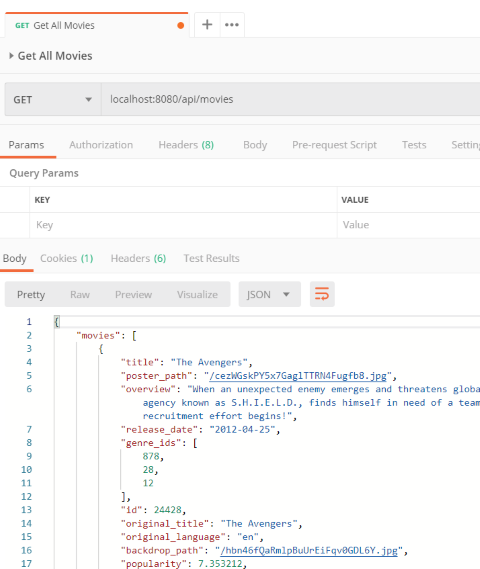 GET Get All Movies
Get All Movies
GET localhost:8080/api/movies
Params Authorization Headers (8) Body Pre-request Script Tests
Query Params
KEY VALUE
Key Value
Body Cookies (1) Headers (6) Test Results
Pretty Raw Preview Visualize JSON
1 {
2 "movies": [
3 {
4 "title": "The Avengers",
5 "poster_path": "/cezWGskPY5x7GaglTTRN4Fugfb8.jpg",
6 "overview": "When an unexpected enemy emerges and threatens globa
agency known as S.H.I.E.L.D., finds himself in need of a team
recruitment effort begins!",
7 "release_date": "2012-04-25",
8 "genre_ids": [
9 878,
10 28,
11 12
12 ],
13 "id": 24428,
14 "original_title": "The Avengers",
15 "original_language": "en",
16 "backdrop_path": "/hbn46fQaRmlpBuUrEiFqv0GDL6Y.jpg",
17 "popularity": 7.353212,